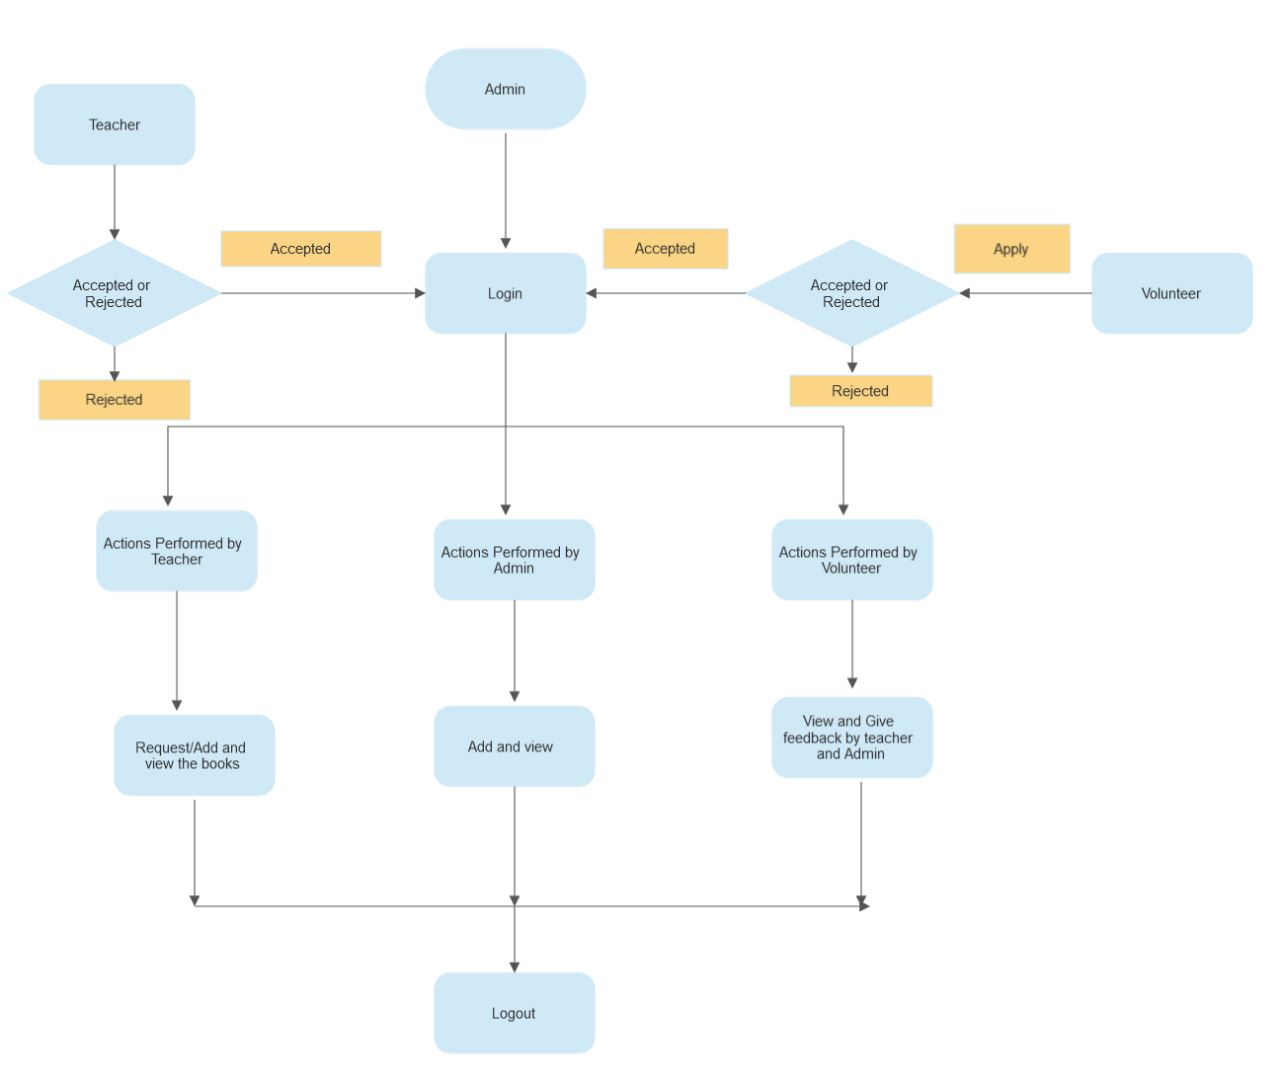 Admin
Teacher
Accepted
Accepted
Apply
Accepted or
Rejected
Login
Accepted or
Rejected
Volunteer
Rejected
Rejected
Actions Performed by
Teacher
Actions Performed by
Admin
Actions Performed by
Volunteer
Request/Add and
view the books
Add and view
View and Give
feedback by teacher
and Admin
Logout